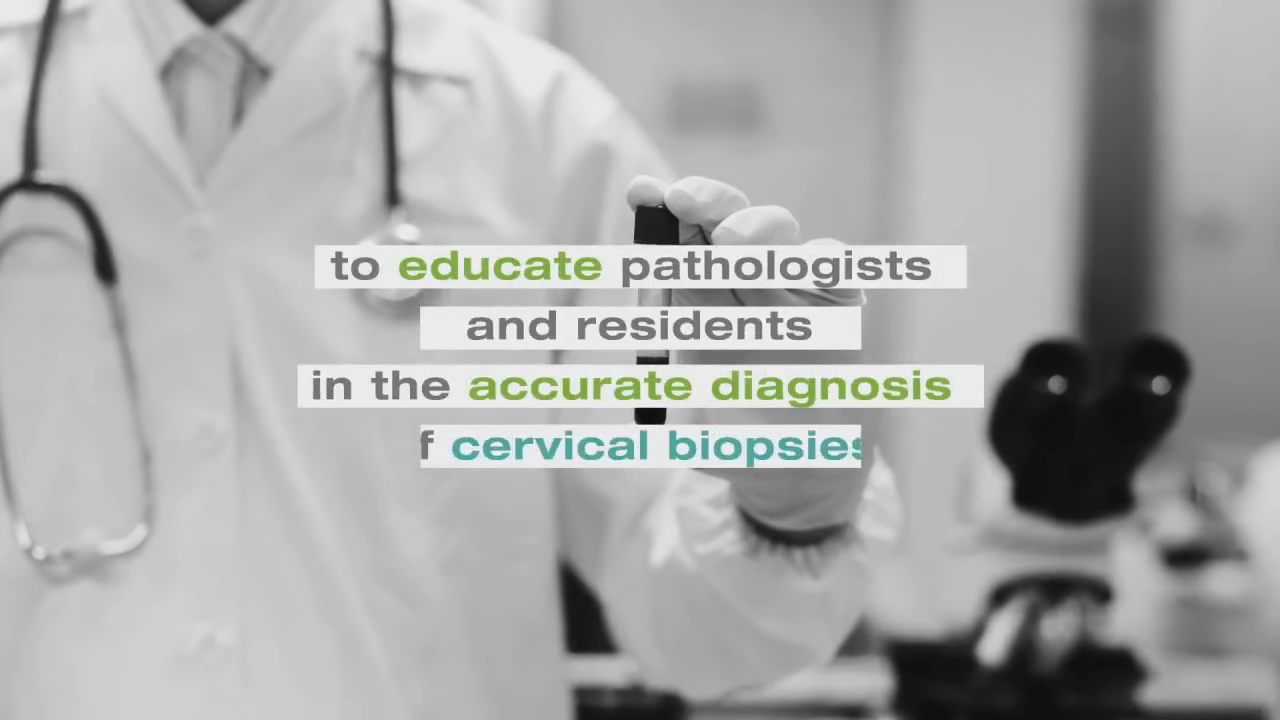 to educate pathologists
and residents
in the accurate diagnosis
f cervical biopsies